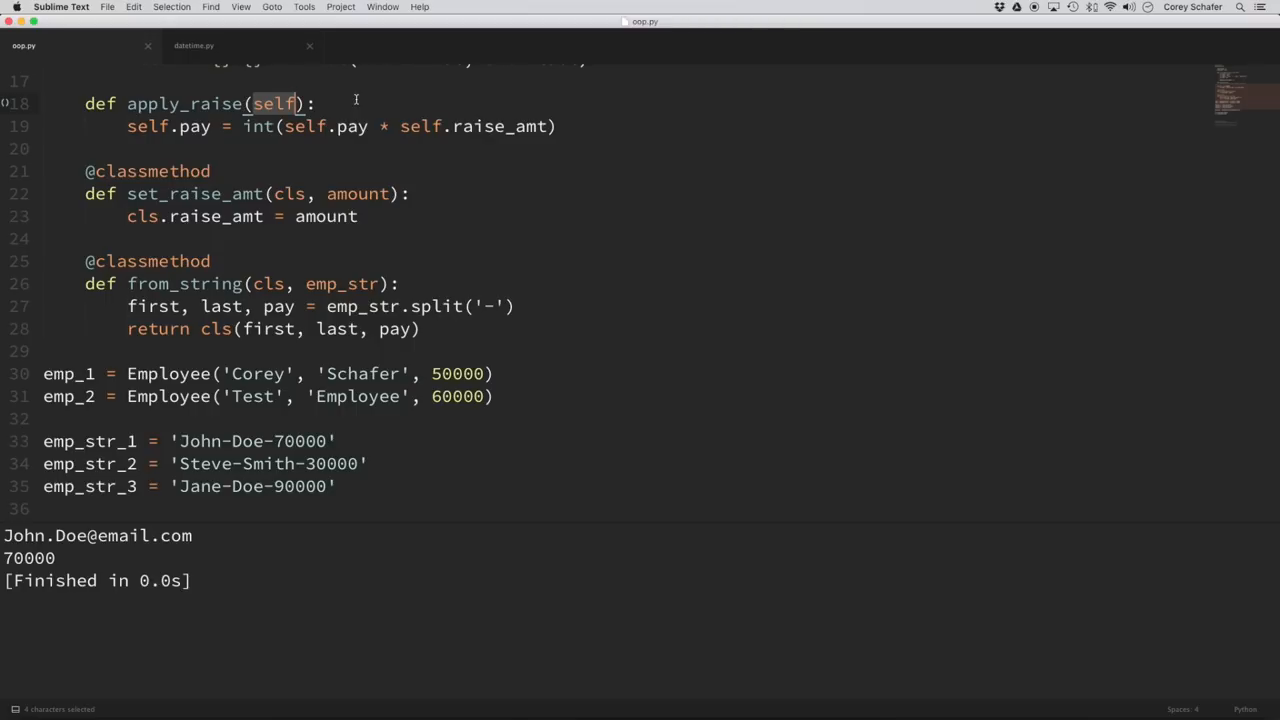 Sublime Text File Edit Selection Find View Goto Tools Project Window Help Corey Schafer
oop.py
oop.py datetime.py
17
18 def apply_raise(self):
19 self.pay = int(self.pay * self.raise_amt)
20
21 @classmethod
22 def set_raise_amt(cls, amount):
23 cls.raise_amt = amount
24
25 @classmethod
26 def from_string(cls, emp_str):
27 first, last, pay = emp_str.split('-')
28 return cls(first, last, pay)
29
30 emp_1 = Employee('Corey', 'Schafer', 50000)
31 emp_2 = Employee('Test', 'Employee', 60000)
32
33 emp_str_1 = 'John-Doe-70000'
34 emp_str_2 = 'Steve-Smith-30000'
35 emp_str_3 = 'Jane-Doe-90000'
36
John.Doe@email.com
70000
[Finished in 0.0s]
4 characters selected Spaces: 4 Python